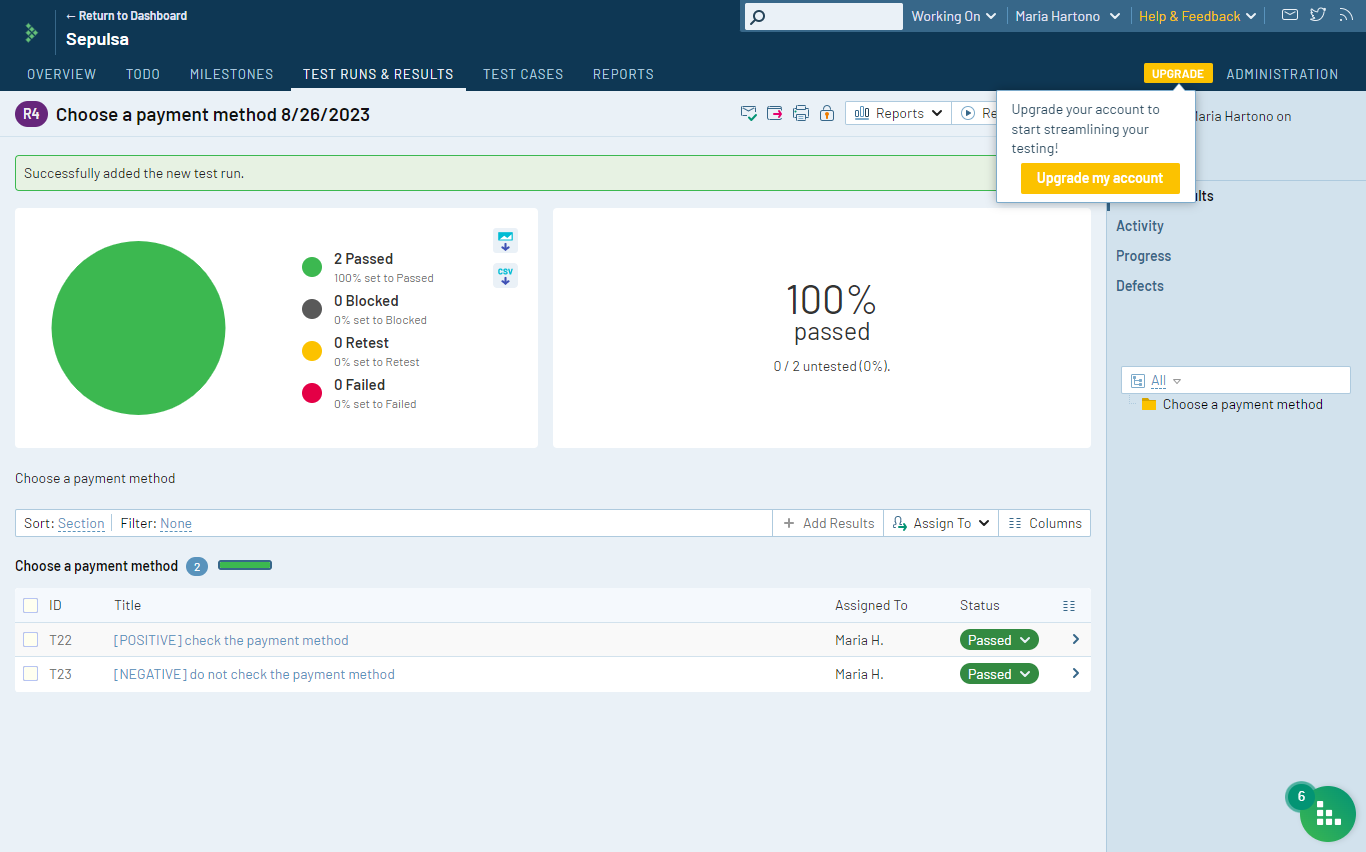 ← Return to Dashboard
Sepulsa
Working On
Maria Hartono
Help & Feedback
OVERVIEW
TODO
MILESTONES
TEST RUNS & RESULTS
TEST CASES
REPORTS
UPGRADE
ADMINISTRATION
R4
Choose a payment method 8/26/2023
Reports
Re
Upgrade your account to
start streamlining your
testing!
Upgrade my account
Maria Hartono on
Successfully added the new test run.
2 Passed
100% set to Passed
0 Blocked
0% set to Blocked
0 Retest
0% set to Retest
0 Failed
0% set to Failed
CSV
100%
passed
0 / 2 untested (0%).
ults
Activity
Progress
Defects
All
Choose a payment method
Choose a payment method
Sort: Section
Filter: None
Add Results
Assign To
Columns
Choose a payment method
2
ID
Title
Assigned To
Status
T22
[POSITIVE] check the payment method
Maria H.
Passed
T23
[NEGATIVE] do not check the payment method
Maria H.
Passed
6